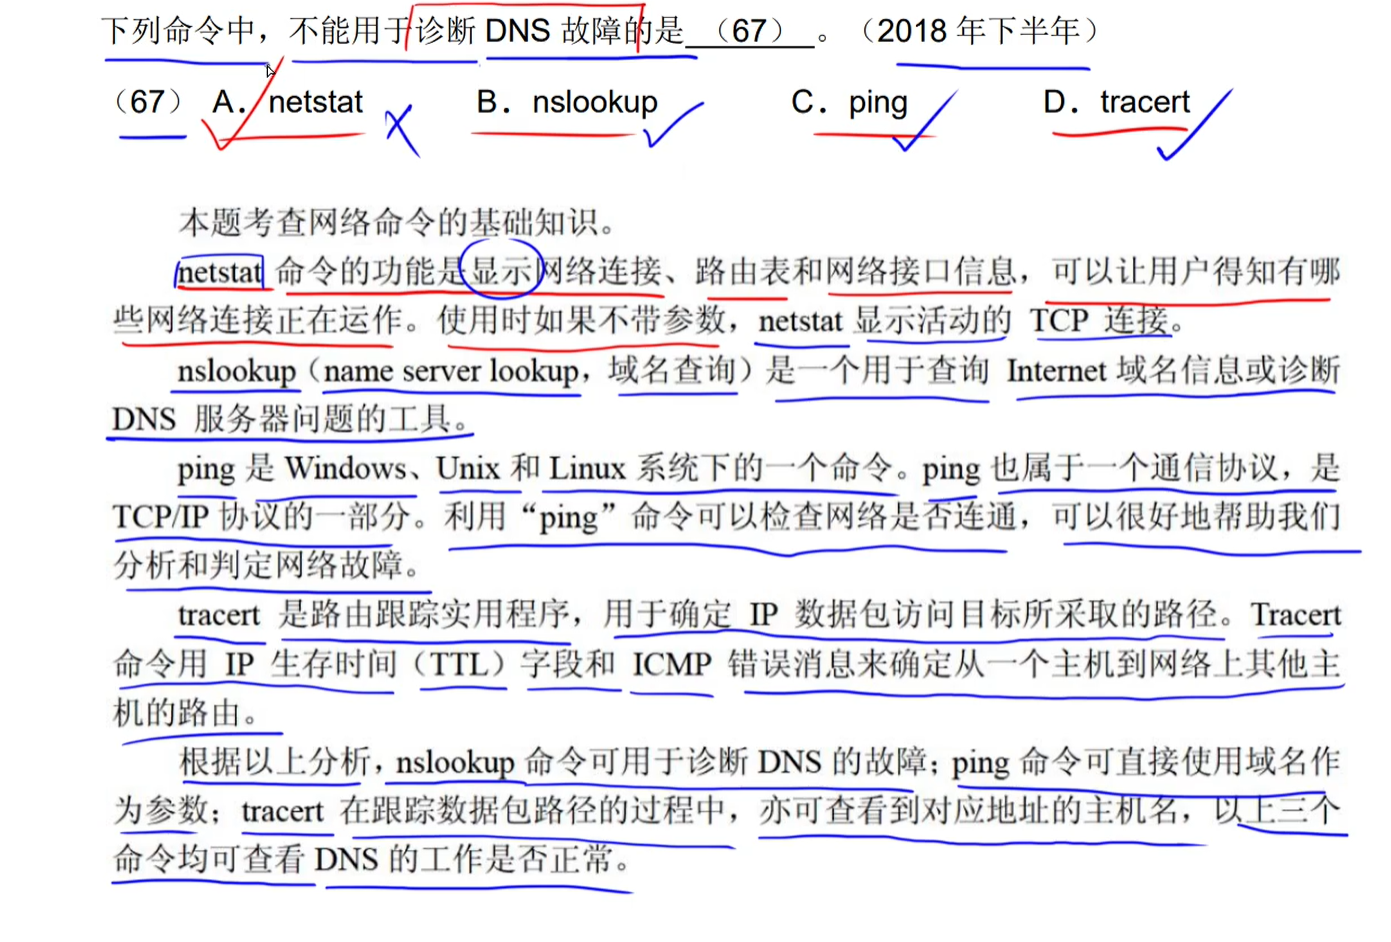 下列命令中，不能用于诊断 DNS 故障的是 （67） 。（2018 年下半年）
（67） A． netstat B． nslookup C． ping D． tracert
本题考查网络命令的基础知识。
netstat 命令的功能是显示网络连接、路由表和网络接口信息，可以让用户得知有哪
些网络连接正在运作。使用时如果不带参数，netstat 显示活动的 TCP 连接。
nslookup（name server lookup，域名查询）是一个用于查询 Internet 域名信息或诊断
DNS 服务器问题的工具。
ping 是 Windows、Unix 和 Linux 系统下的一个命令。ping 也属于一个通信协议，是
TCP/IP 协议的一部分。利用“ping”命令可以检查网络是否连通，可以很好地帮助我们
分析和判定网络故障。
tracert 是路由跟踪实用程序，用于确定 IP 数据包访问目标所采取的路径。Tracert
命令用 IP 生存时间（TTL）字段和 ICMP 错误消息来确定从一个主机到网络上其他主
机的路由。
根据以上分析，nslookup 命令可用于诊断 DNS 的故障；ping 命令可直接使用域名作
为参数；tracert 在跟踪数据包路径的过程中，亦可查看到对应地址的主机名，以上三个
命令均可查看 DNS 的工作是否正常。